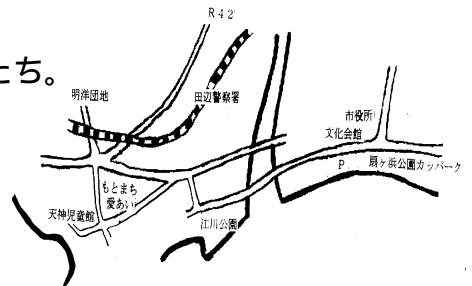 R42
たち。
明洋団地
田辺警察署
市役所
文化会館
P
扇ヶ浜公園カッパーク
もとまち
愛あい
天神児童館
江川公園